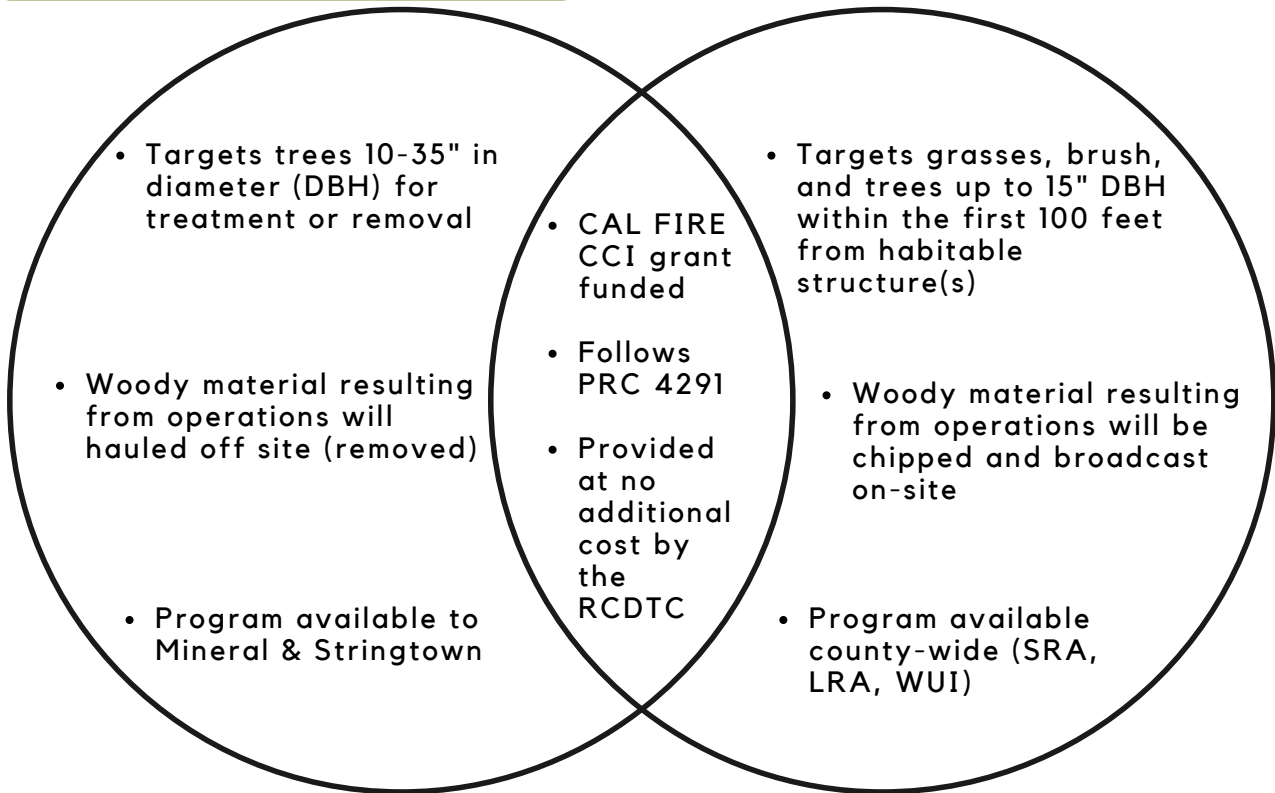 • Targets trees 10-35" in
diameter (DBH) for
treatment or removal
• Woody material resulting
from operations will
hauled off site (removed)
• Program available to
Mineral & Stringtown
• CAL FIRE
CCI grant
funded
• Follows
PRC 4291
• Provided
at no
additional
cost by
the
RCDTC
• Targets grasses, brush,
and trees up to 15" DBH
within the first 100 feet
from habitable
structure(s)
• Woody material resulting
from operations will be
chipped and broadcast
on-site
• Program available
county-wide (SRA,
LRA, WUI)